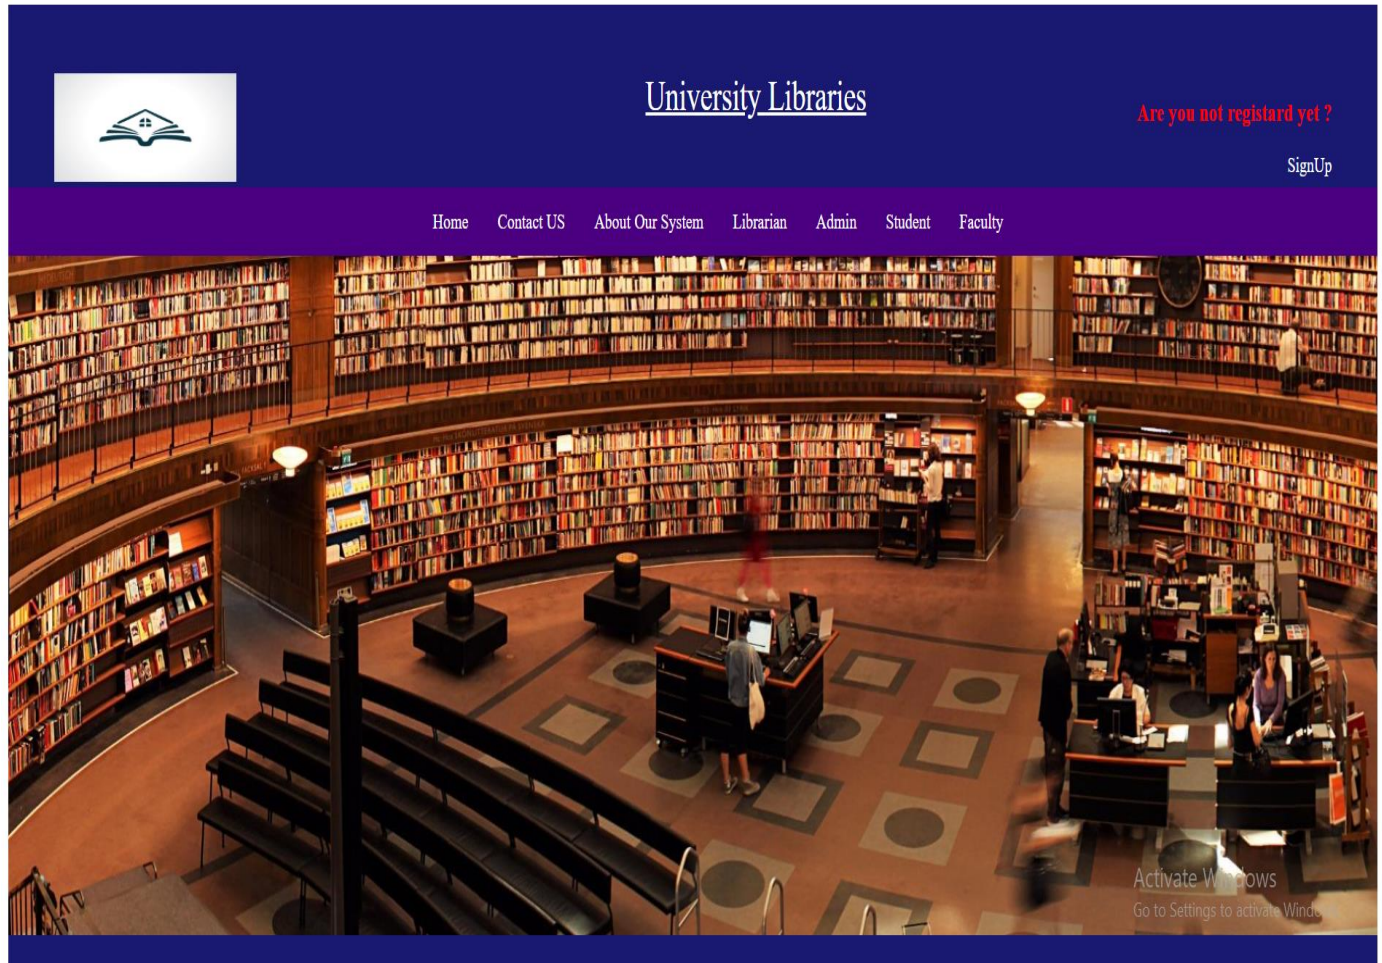 University Libraries
Are you not registard yet ?
SignUp
Home Contact US About Our System Librarian Admin Student Faculty
Activate Windows
Go to Settings to activate